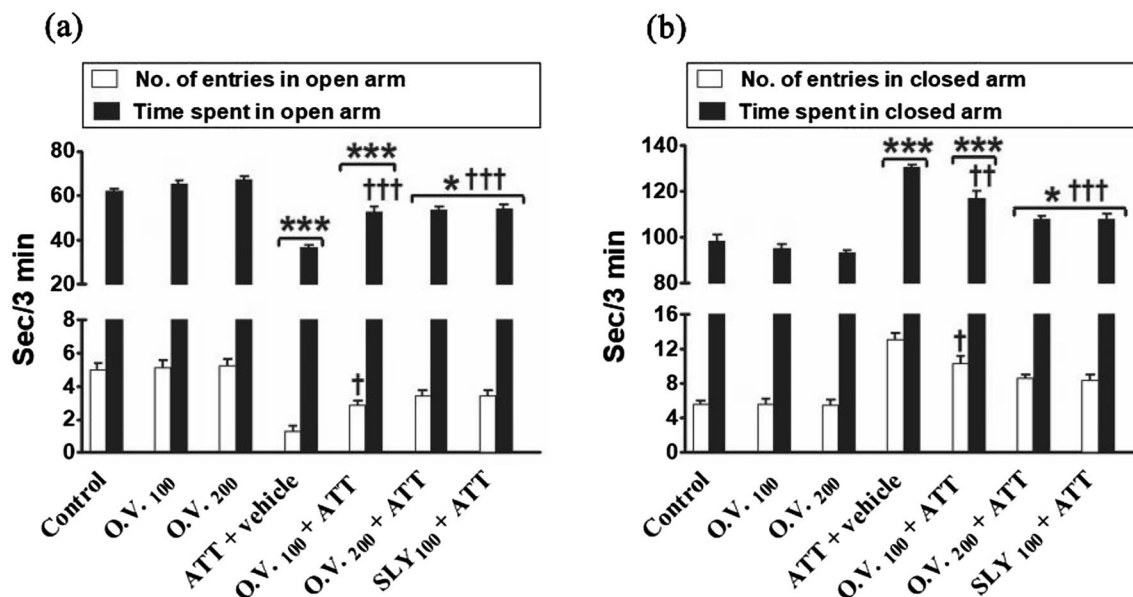 (a)
No. of entries in open arm
Time spent in open arm
Sec/3 min
80
60
40
20
8
6
4
2
0
***
***
†††
†
* †††
Control
O.V. 100
O.V. 200
ATT + vehicle
O.V. 100 + ATT
O.V. 200 + ATT
SLY 100 + ATT
(b)
No. of entries in closed arm
Time spent in closed arm
Sec/3 min
140
120
100
80
16
12
8
4
0
***
***
††
†
* †††
Control
O.V. 100
O.V. 200
ATT + vehicle
O.V. 100 + ATT
O.V. 200 + ATT
SLY 100 + ATT